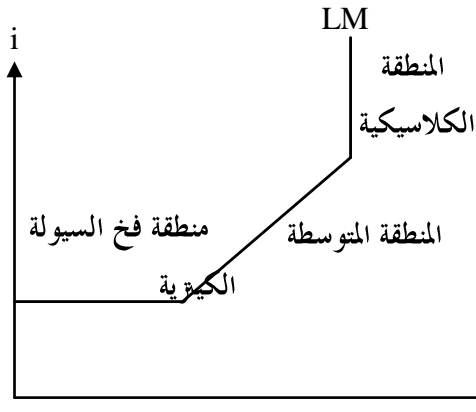 LM
i
المنطقة
الكلاسيكية
منطقة فخ السيولة
المنطقة المتوسطة
الكينزية